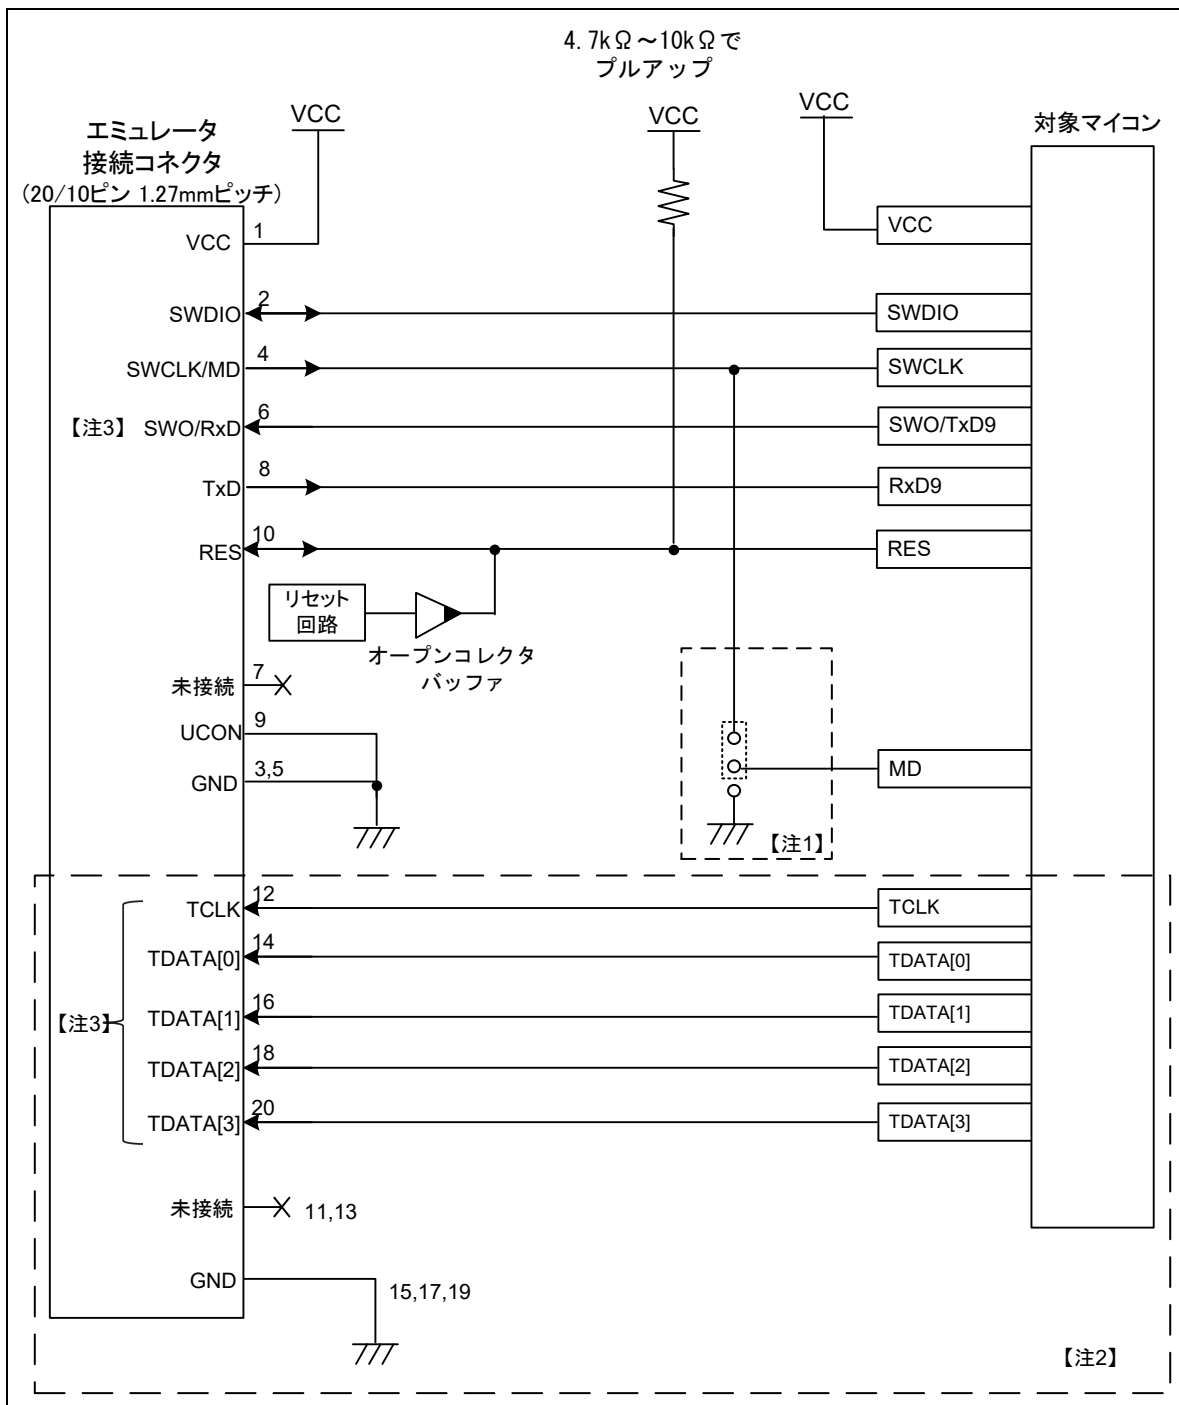 4.7kΩ～10kΩで
プルアップ
VCC
VCC
VCC
対象マイコン
エミュレータ
接続コネクタ
(20/10ピン 1.27mmピッチ)
VCC
1
VCC
SWDIO
2
SWDIO
SWCLK/MD
4
SWCLK
【注3】 SWO/RxD
6
SWO/TxD9
TxD
8
RxD9
RES
10
RES
リセット
回路
オープンコレクタ
バッファ
未接続
7
UCON
9
GND
3,5
MD
【注1】
TCLK
12
TCLK
TDATA[0]
14
TDATA[0]
【注3】
TDATA[1]
16
TDATA[1]
TDATA[2]
18
TDATA[2]
TDATA[3]
20
TDATA[3]
未接続
11,13
GND
15,17,19
【注2】